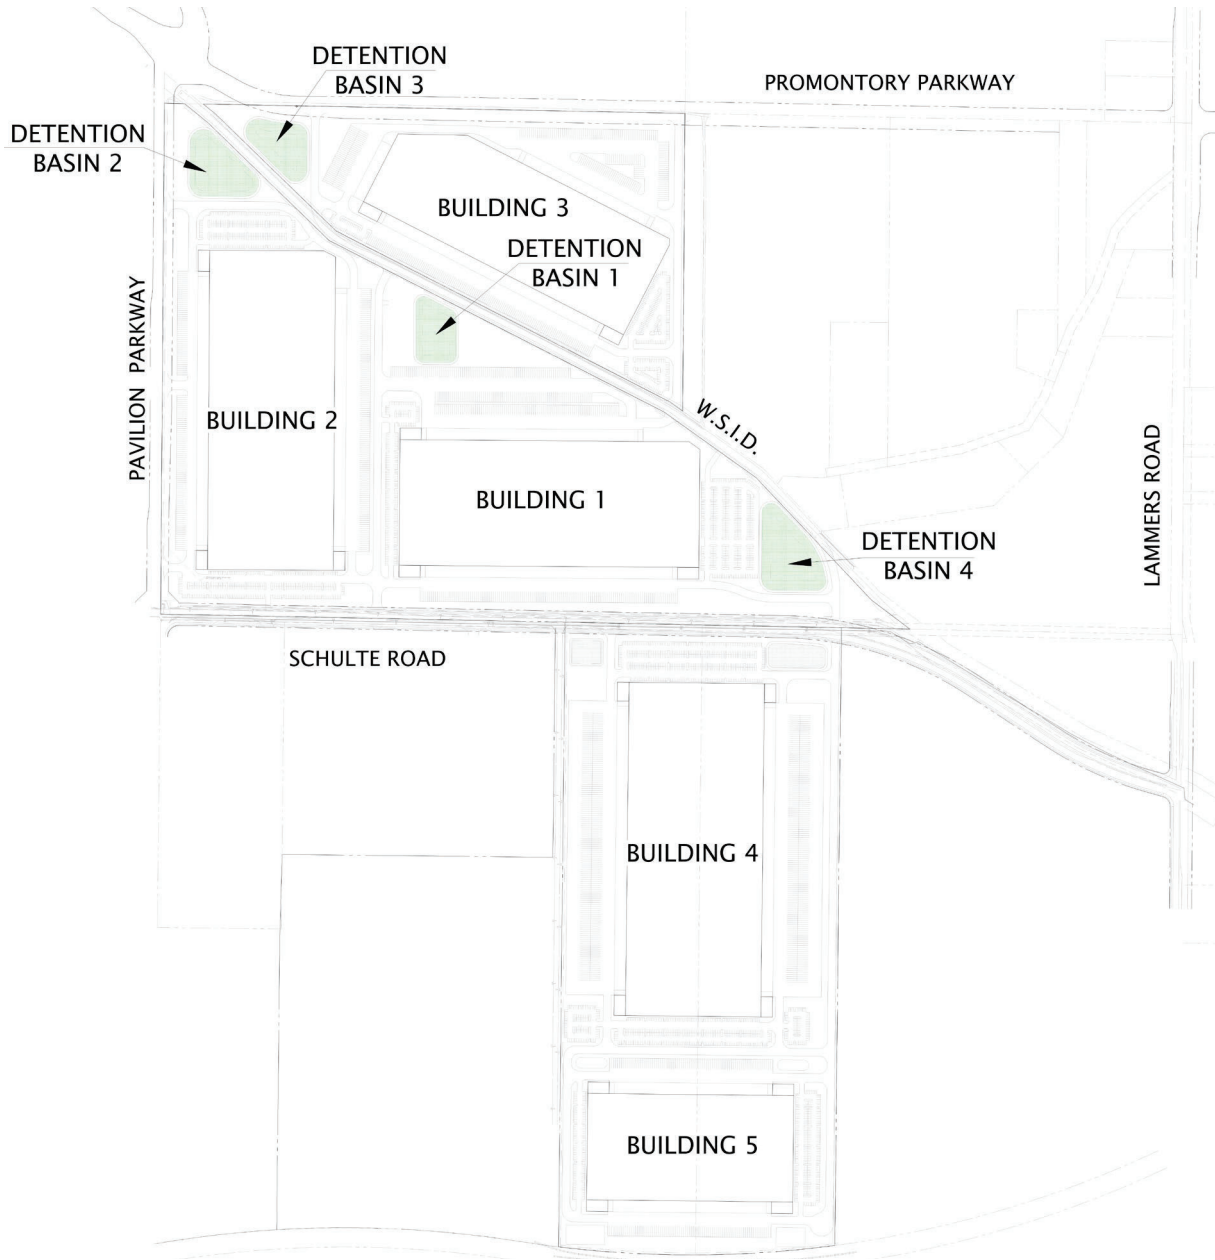 DETENTION
BASIN 3
PROMONTORY PARKWAY
DETENTION
BASIN 2
BUILDING 3
DETENTION
BASIN 1
PAVILION PARKWAY
BUILDING 2
W.S.I.D.
LAMMERS ROAD
BUILDING 1
DETENTION
BASIN 4
SCHULTE ROAD
BUILDING 4
BUILDING 5